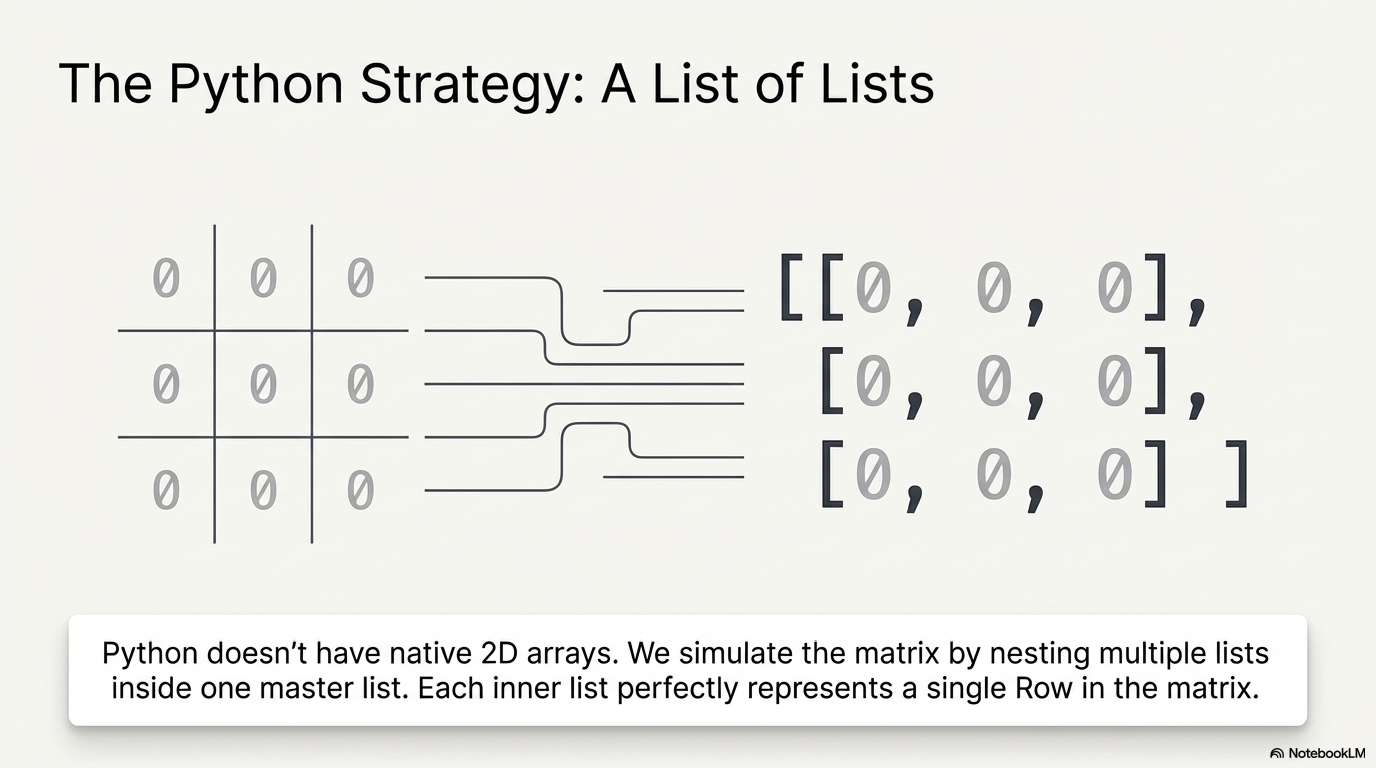 The Python Strategy: A List of Lists
0 0 0
0 0 0
0 0 0
[[0, 0, 0],
[0, 0, 0],
[0, 0, 0] ]
Python doesn’t have native 2D arrays. We simulate the matrix by nesting multiple lists
inside one master list. Each inner list perfectly represents a single Row in the matrix.
NotebookLM